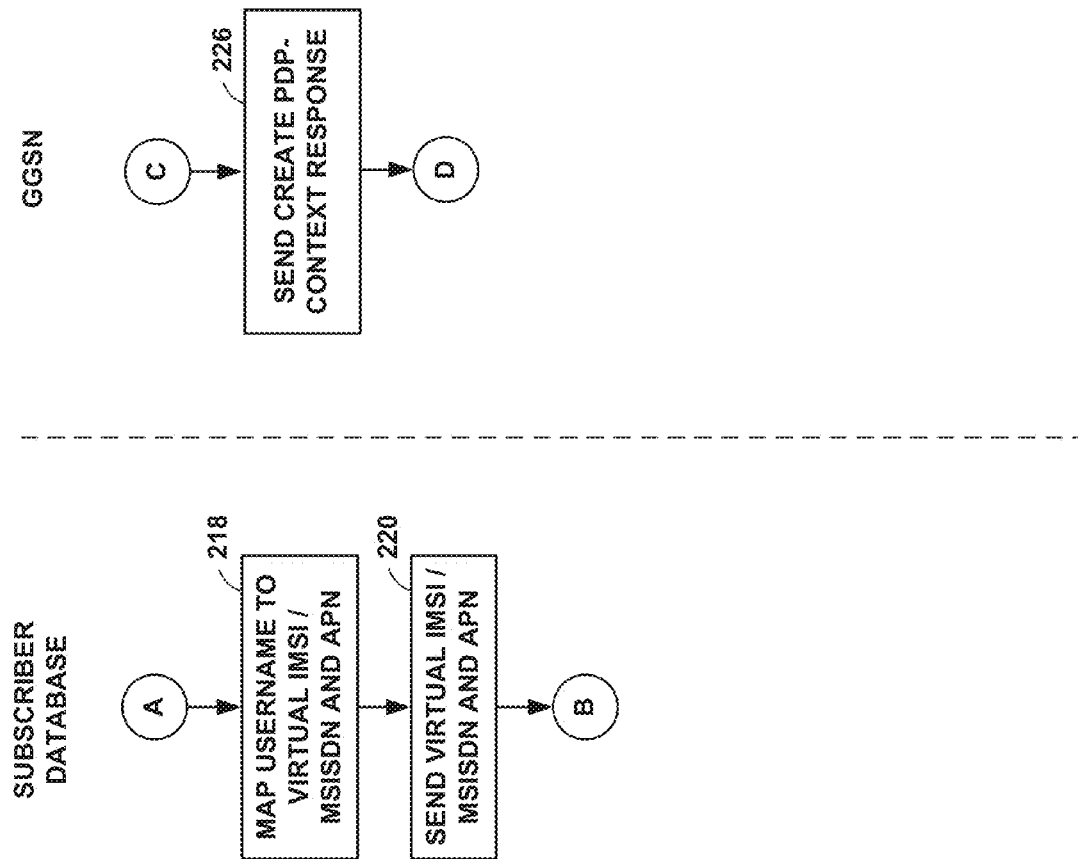 SUBSCRIBER
DATABASE
A
218
MAP USERNAME TO
VIRTUAL IMSI /
MSISDN AND APN
220
SEND VIRTUAL IMSI /
MSISDN AND APN
B
GGSN
C
226
SEND CREATE PDP-
CONTEXT RESPONSE
D